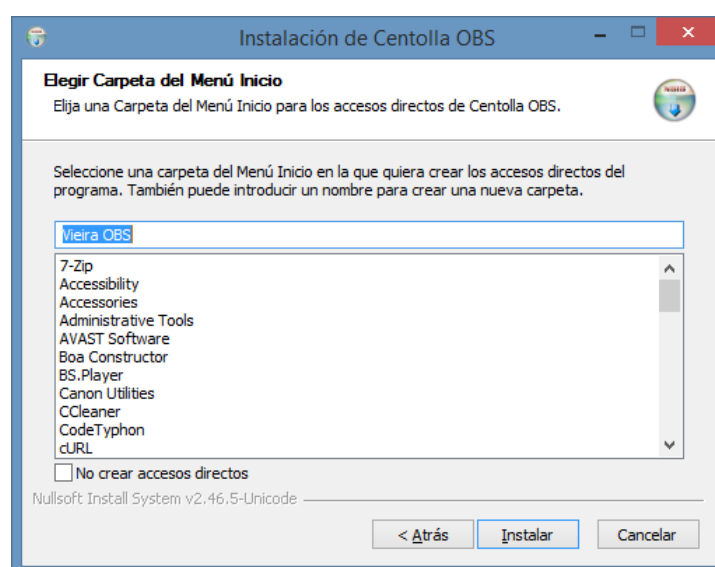 Instalación de Centolla OBS
Elegir Carpeta del Menú Inicio
Elija una Carpeta del Menú Inicio para los accesos directos de Centolla OBS.
Seleccione una carpeta del Menú Inicio en la que quiera crear los accesos directos del
programa. También puede introducir un nombre para crear una nueva carpeta.
Vieira OBS
7-Zip
Accessibility
Accessories
Administrative Tools
AVAST Software
Boa Constructor
BS.Player
Canon Utilities
CCleaner
CodeTyphon
cURL
No crear accesos directos
Nullsoft Install System v2.46.5-Unicode
< Atrás Instalar Cancelar